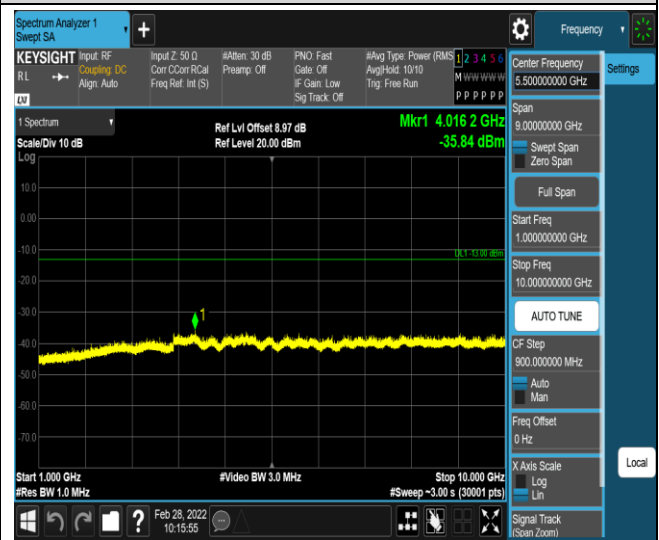 Spectrum Analyzer 1
Swept SA
Frequency
KEYSIGHT
RL
LXI
Input: RF
Coupling: DC
Align: Auto
Input Z: 50 Ω
Corr CCorr RCal
Freq Ref: Int (S)
#Atten: 30 dB
Preamp: Off
PNO: Fast
Gate: Off
IF Gain: Low
Sig Track: Off
#Avg Type: Power (RMS
Avg|Hold: 10/10
Trig: Free Run
1 2 3 4 5 6
M W W W W W
P P P P P P
1 Spectrum
Scale/Div 10 dB
Log
Ref Lvl Offset 8.97 dB
Ref Level 20.00 dBm
Mkr1 4.016 2 GHz
-35.84 dBm
10.0
0.00
-10.0
DL1 -13.00 dBm
-20.0
-30.0
1
-40.0
-50.0
-60.0
-70.0
Start 1.000 GHz
#Res BW 1.0 MHz
#Video BW 3.0 MHz
Stop 10.000 GHz
#Sweep ~3.00 s (30001 pts)
?
Feb 28, 2022
10:15:55
Center Frequency
5.500000000 GHz
Span
9.00000000 GHz
Swept Span
Zero Span
Full Span
Start Freq
1.000000000 GHz
Stop Freq
10.000000000 GHz
AUTO TUNE
CF Step
900.000000 MHz
Auto
Man
Freq Offset
0 Hz
X Axis Scale
Log
Lin
Signal Track
(Span Zoom)
Settings
Local